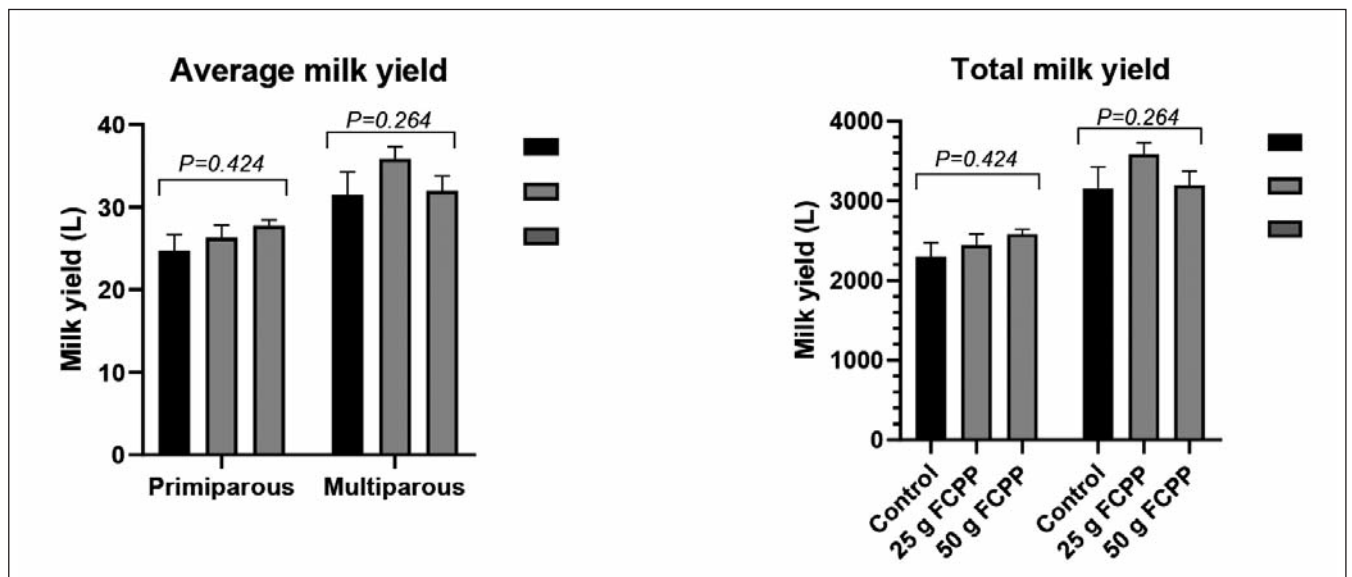 Average milk yield
40
30
20
10
0
Milk yield (L)
P=0.424
P=0.264
Primiparous
Multiparous
Total milk yield
4000
3000
2000
1000
0
Milk yield (L)
P=0.424
P=0.264
Control
25 g FCPP
50 g FCPP
Control
25 g FCPP
50 g FCPP